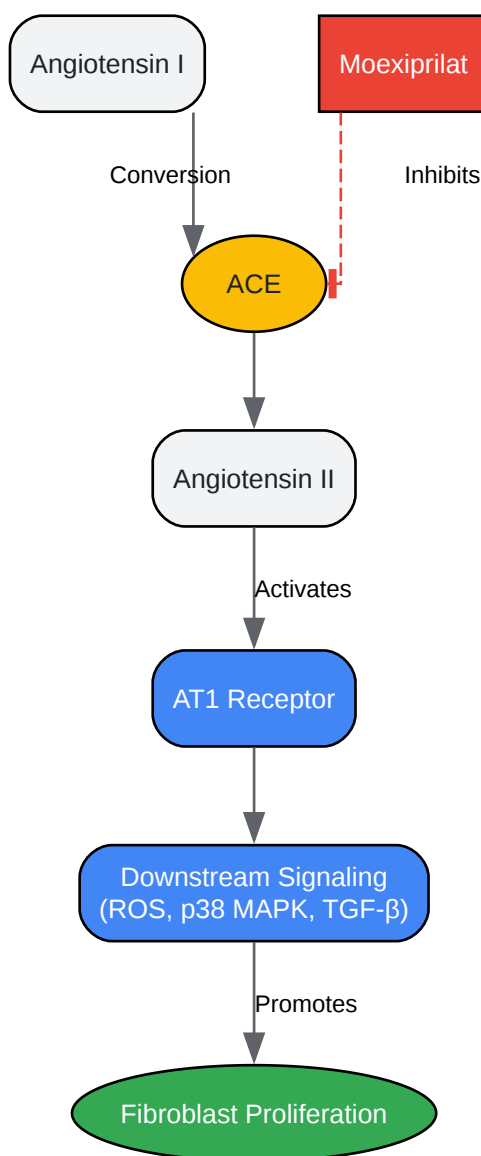 Angiotensin I
Moexiprilat
Conversion
Inhibits
ACE
Angiotensin II
Activates
AT1 Receptor
Downstream Signaling
(ROS, p38 MAPK, TGF-β)
Promotes
Fibroblast Proliferation